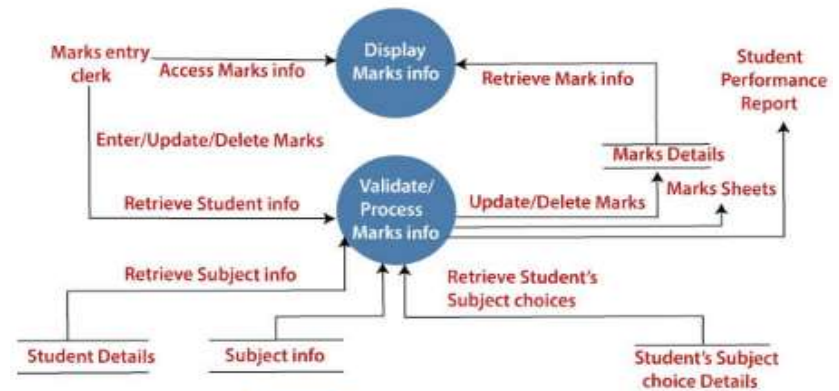 Marks entry
clerk
Access Marks info
Display
Marks info
Retrieve Mark info
Student
Performance
Report
Enter/Update/Delete Marks
Marks Details
Marks Sheets
Validate/
Process
Marks info
Retrieve Student info
Update/Delete Marks
Retrieve Subject info
Retrieve Student's
Subject choices
Student Details
Subject info
Student's Subject
choice Details